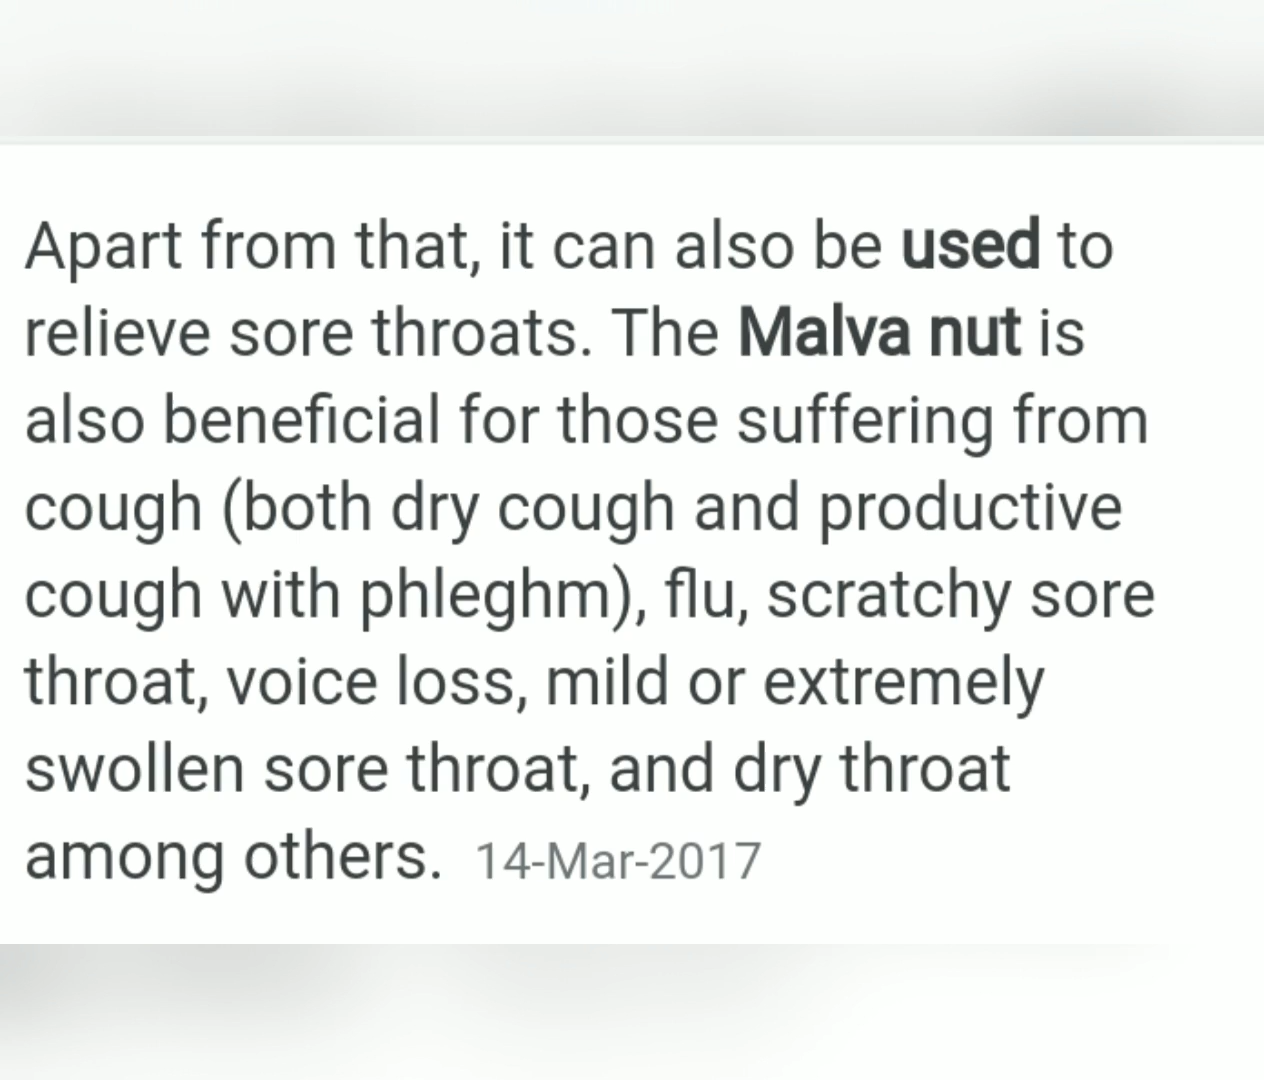 Apart from that, it can also be used to
relieve sore throats. The Malva nut is
also beneficial for those suffering from
cough (both dry cough and productive
cough with phleghm), flu, scratchy sore
throat, voice loss, mild or extremely
swollen sore throat, and dry throat
among others. 14-Mar-2017